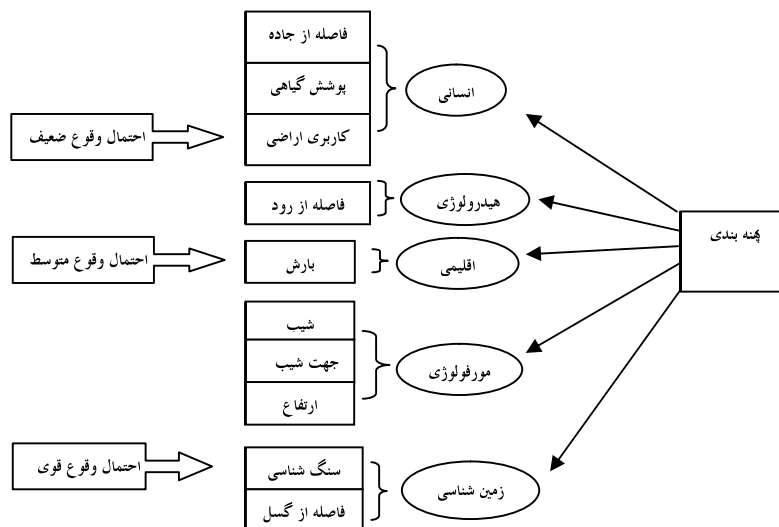 پهنه بندی
انسانی
فاصله از جاده
پوشش گیاهی
کاربری اراضی
احتمال وقوع ضعیف
هیدرولوژی
فاصله از رود
اقلیمی
بارش
احتمال وقوع متوسط
مورفولوژی
شیب
جهت شیب
ارتفاع
زمین شناسی
سنگ شناسی
فاصله از گسل
احتمال وقوع قوی